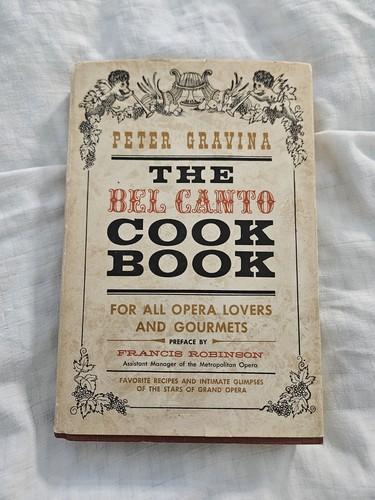 PETER GRAVINA
THE
BEL CANTO
COOK
BOOK
FOR ALL OPERA LOVERS
AND GOURMETS
PREFACE BY
FRANCIS ROBINSON
Assistant Manager of the Metropolitan Opera
FAVORITE RECIPES AND INTIMATE GLIMPSES
OF THE STARS OF GRAND OPERA